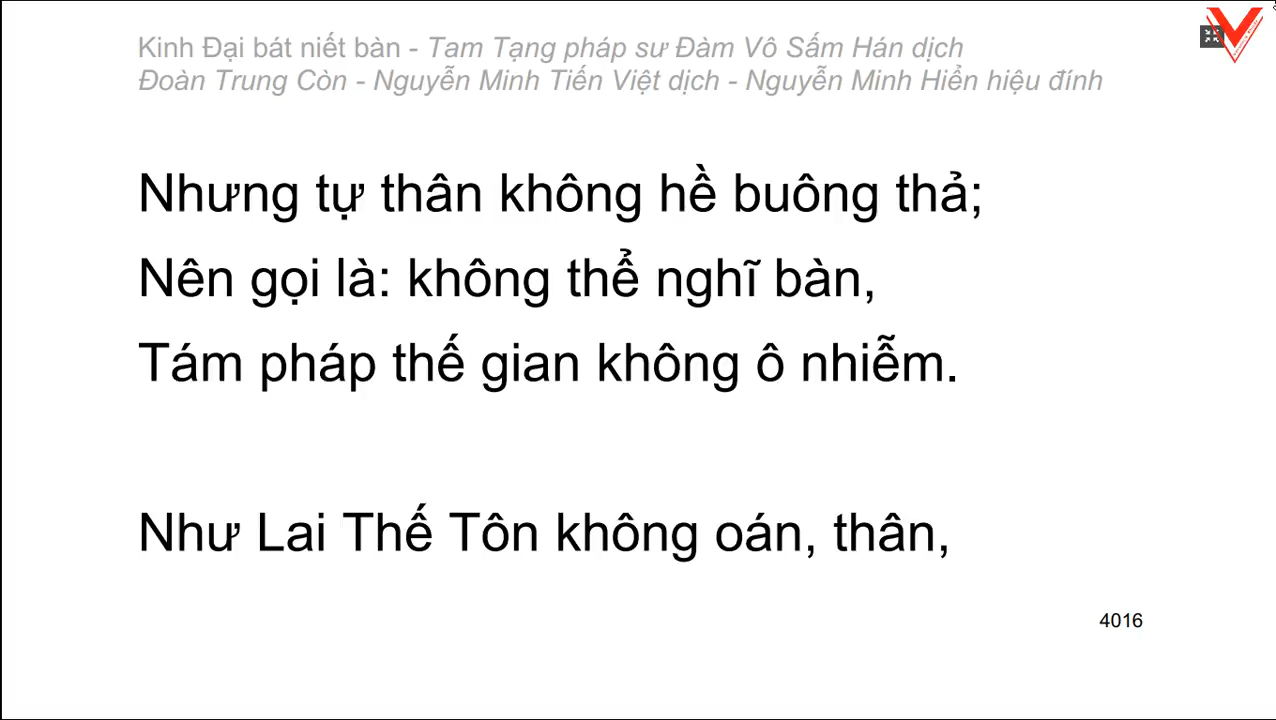 Kinh Đại bát niết bàn - Tam Tạng pháp sư Đàm Vô Sấm Hán dịch
Đoàn Trung Còn - Nguyễn Minh Tiến Việt dịch - Nguyễn Minh Hiển hiệu đính
Nhưng tự thân không hề buông thả;
Nên gọi là: không thể nghĩ bàn,
Tám pháp thế gian không ô nhiễm.
Như Lai Thế Tôn không oán, thân,
4016